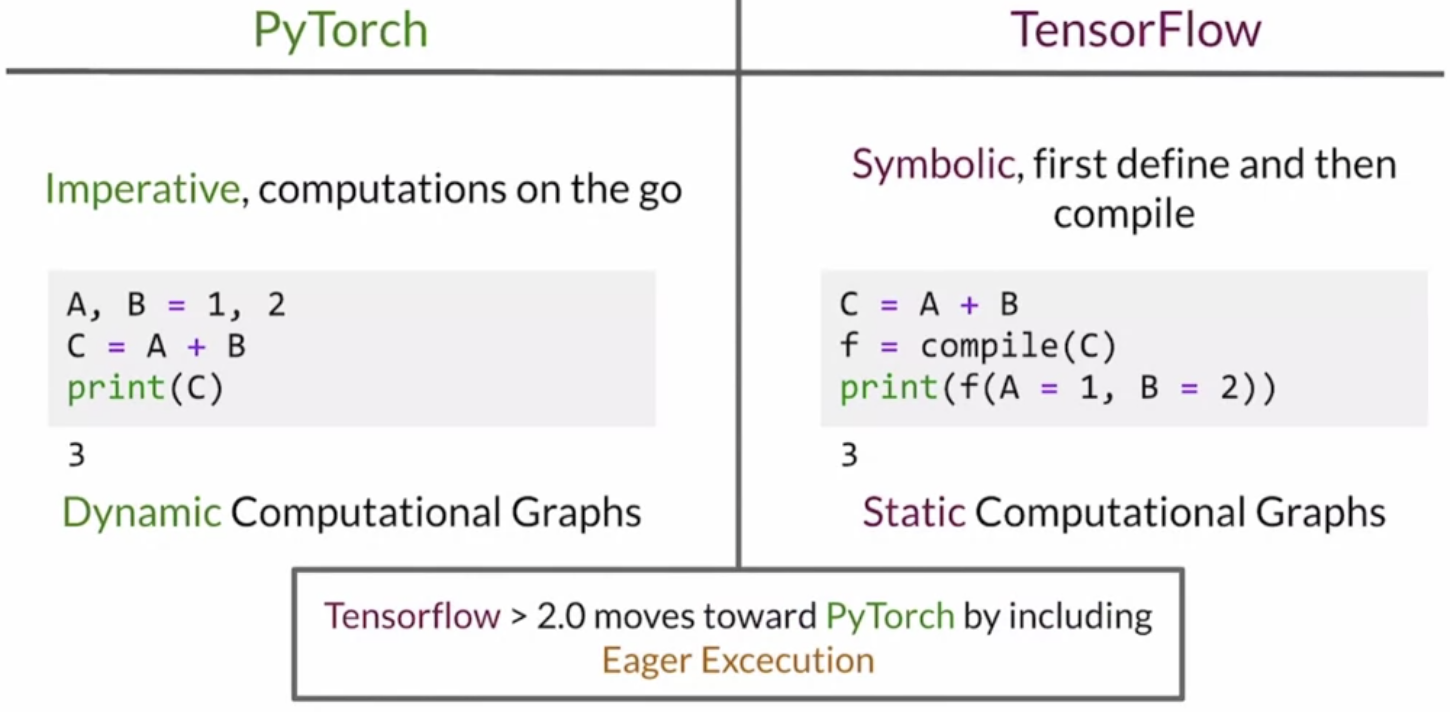 PyTorch
Imperative, computations on the go
A, B = 1, 2
C = A + B
print(C)
3
Dynamic Computational Graphs
TensorFlow
Symbolic, first define and then
compile
C = A + B
f = compile(C)
print(f(A = 1, B = 2))
3
Static Computational Graphs
Tensorflow > 2.0 moves toward PyTorch by including
Eager Excecution